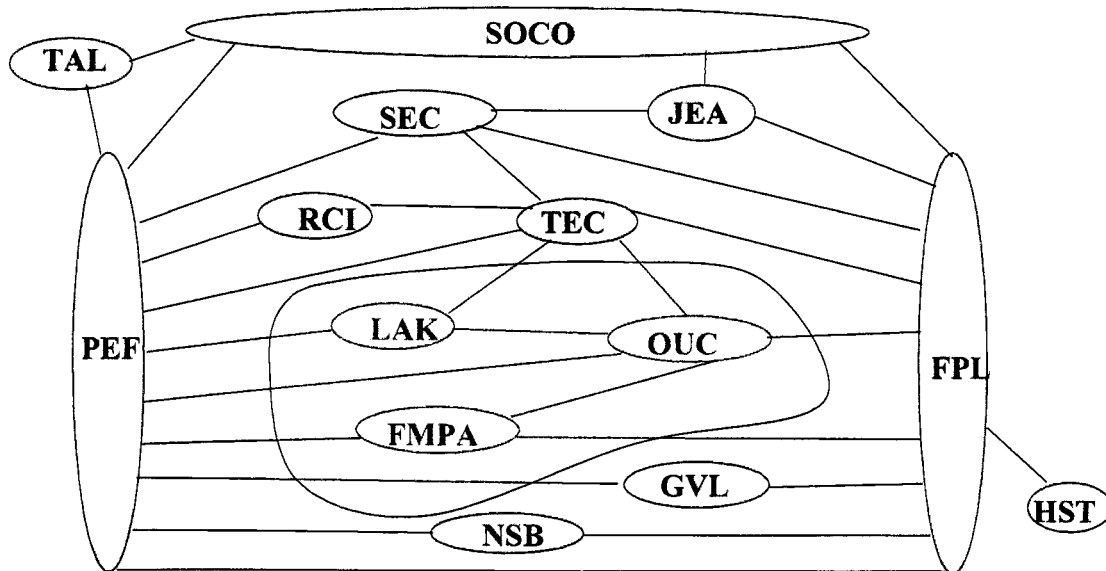 SOCO
TAL
SEC
JEA
RCI
TEC
PEF
LAK
OUC
FPL
FMPA
GVL
HST
NSB